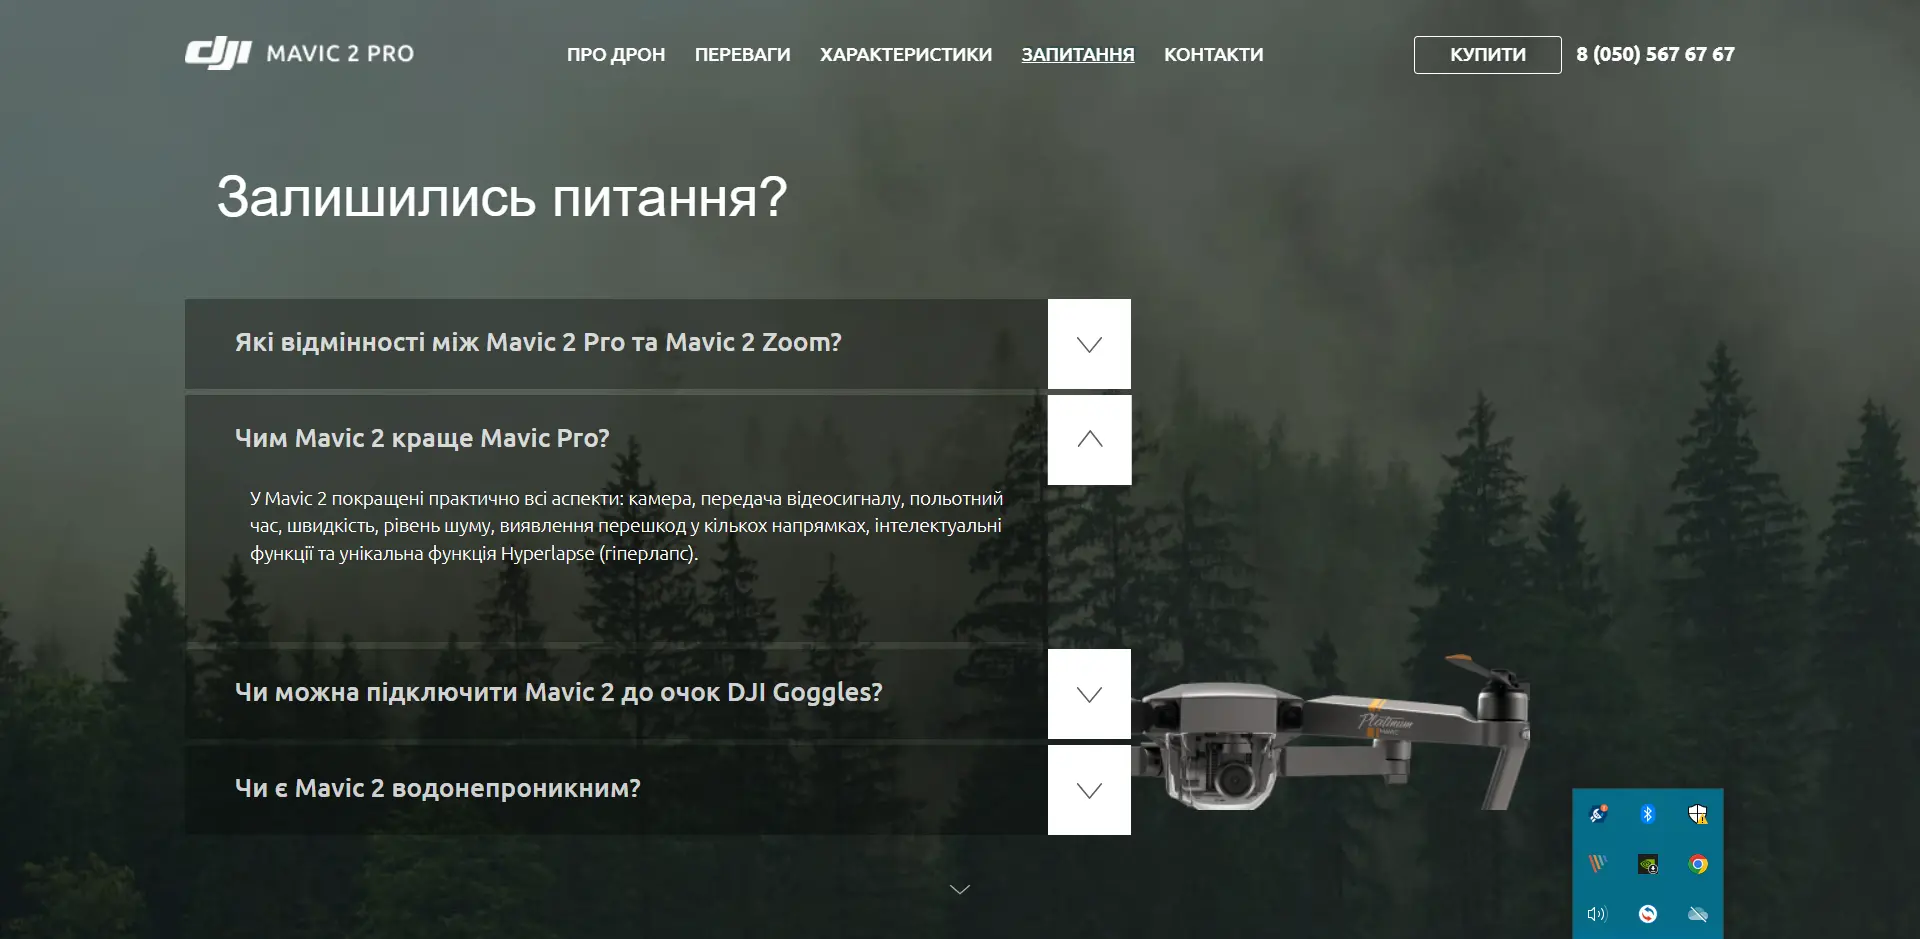 dji MAVIC 2 PRO
ПРО ДРОН ПЕРЕВАГИ ХАРАКТЕРИСТИКИ ЗАПИТАННЯ КОНТАКТИ
КУПИТИ 8 (050) 567 67 67
Залишились питання?
Які відмінності між Mavic 2 Pro та Mavic 2 Zoom?
Чим Mavic 2 краще Mavic Pro?
У Mavic 2 покращені практично всі аспекти: камера, передача відеосигналу, польотний
час, швидкість, рівень шуму, виявлення перешкод у кількох напрямках, інтелектуальні
функції та унікальна функція Hyperlapse (гіперлапс).
Чи можна підключити Mavic 2 до очок DJI Goggles?
Platinum
MAVIC
Чи є Mavic 2 водонепроникним?